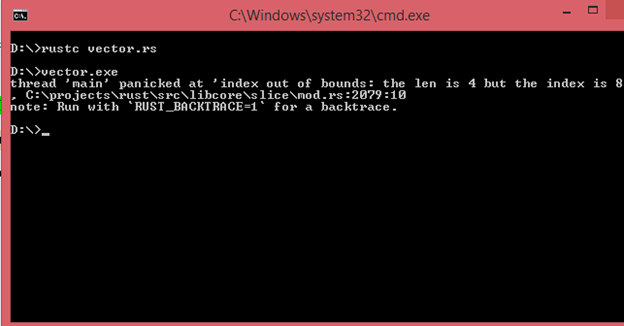 C:\Windows\system32\cmd.exe
D:\>rustc vector.rs
D:\>vector.exe
thread 'main' panicked at 'index out of bounds: the len is 4 but the index is 8
, C:\projects\rust\src\libcore\slice\mod.rs:2079:10
note: Run with `RUST_BACKTRACE=1` for a backtrace.
D:\>_